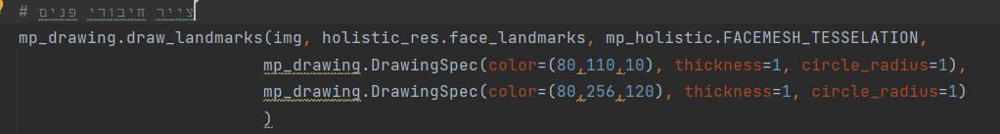 # צייר חיבורי פנים
mp_drawing.draw_landmarks(img, holistic_res.face_landmarks, mp_holistic.FACEMESH_TESSELATION,
mp_drawing.DrawingSpec(color=(80,110,10), thickness=1, circle_radius=1),
mp_drawing.DrawingSpec(color=(80,256,120), thickness=1, circle_radius=1)
)